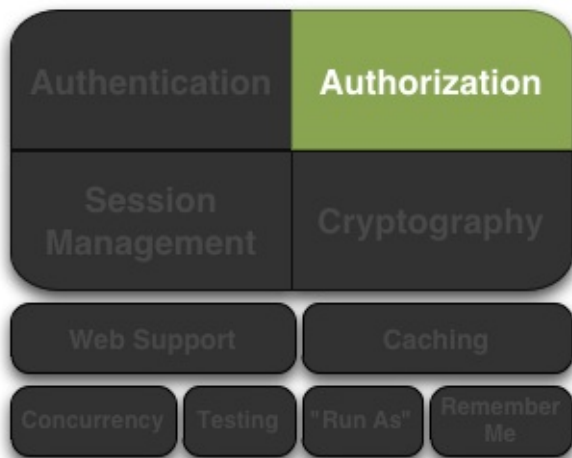 Authentication
Authorization
Session
Management
Cryptography
Web Support
Caching
Concurrency
Testing
"Run As"
Remember
Me